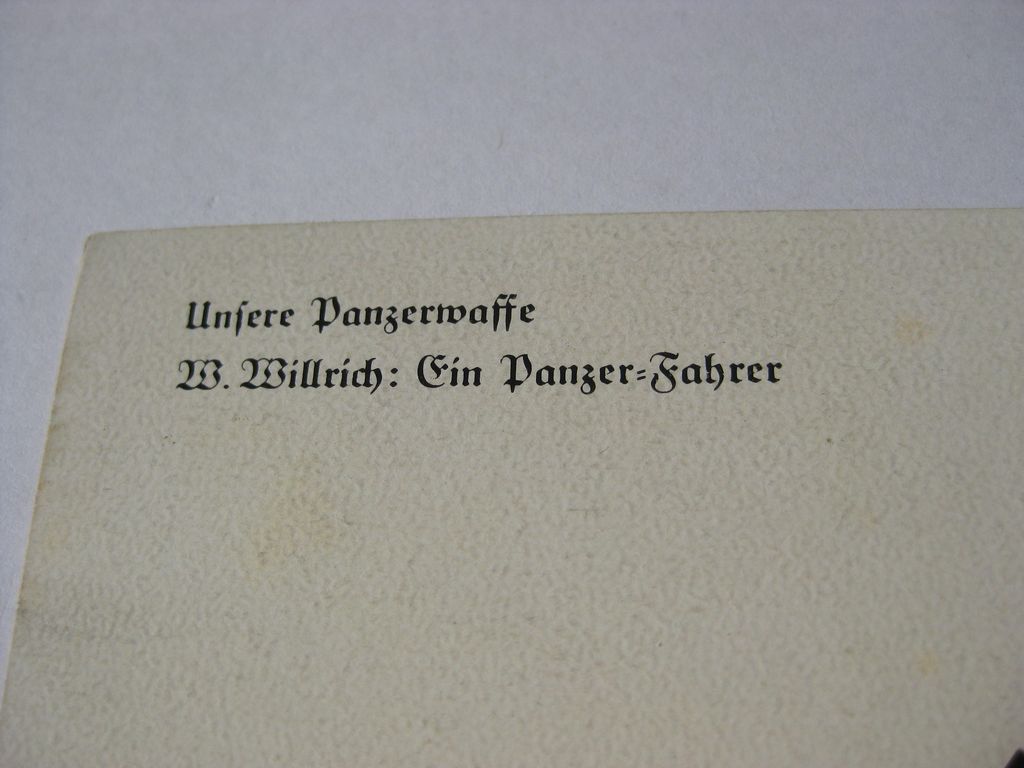 Unſere Panzerwaffe
W. Willrich: Ein Panzer-Fahrer